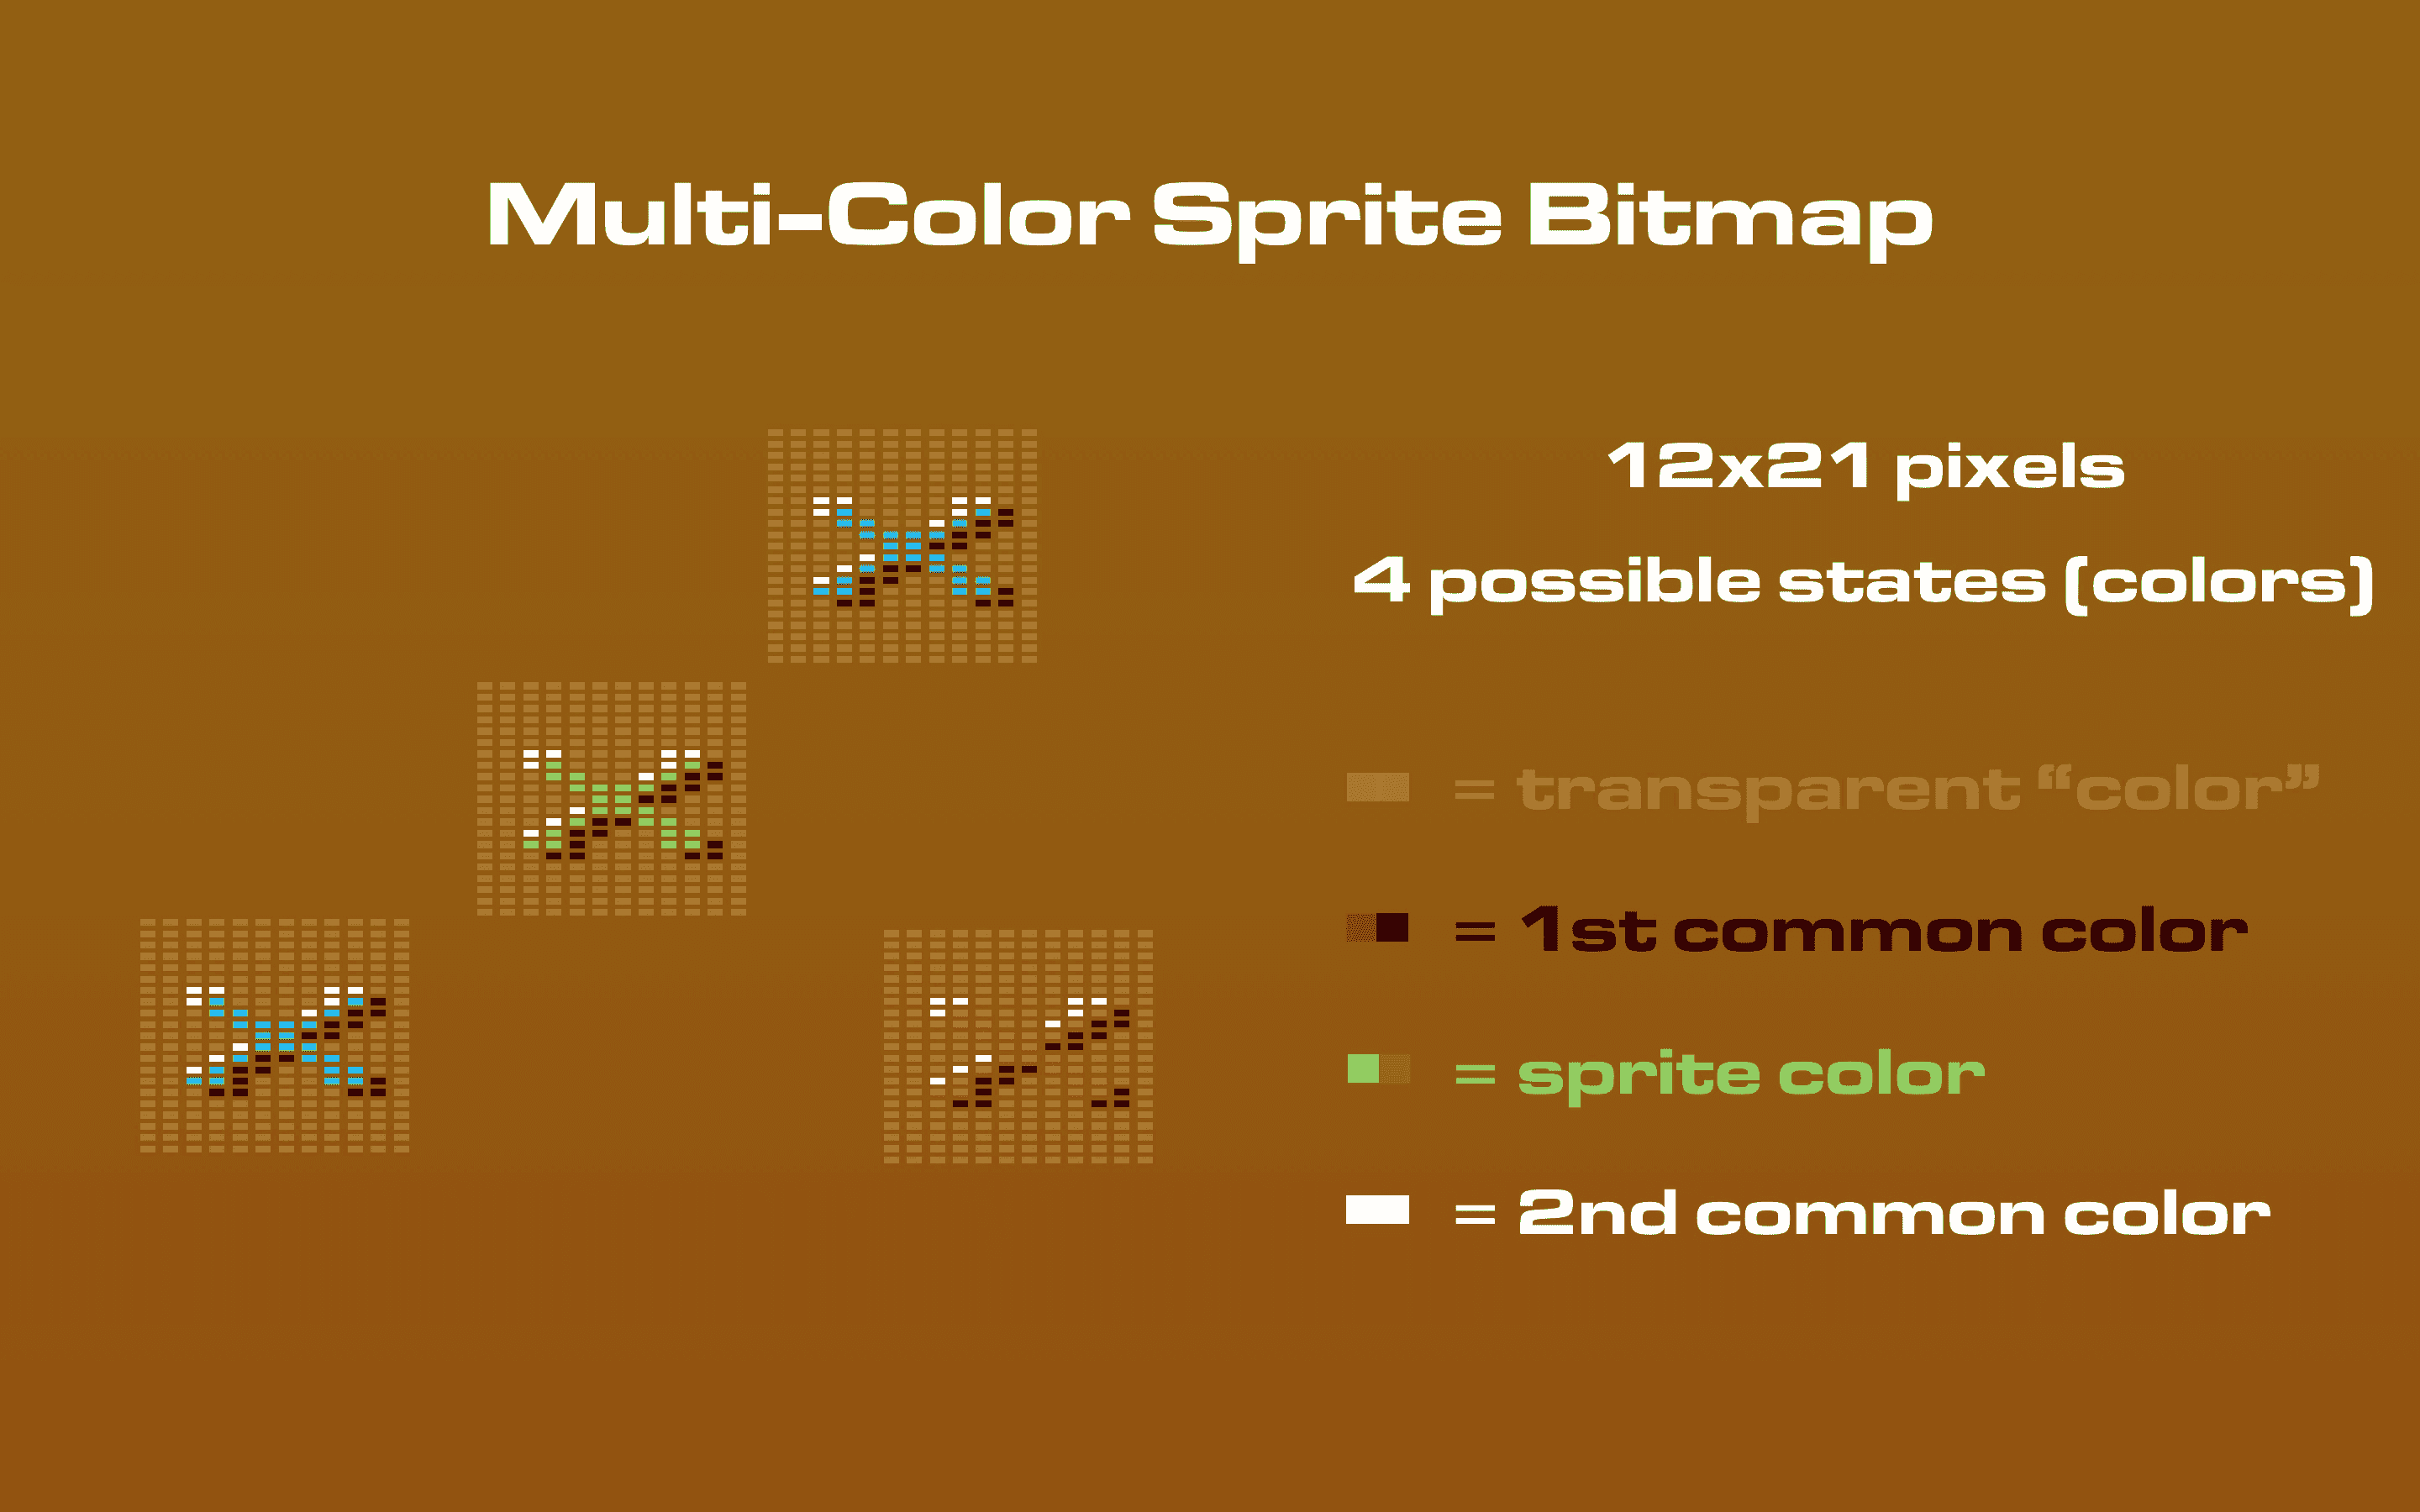 Multi-Color Sprite Bitmap
12x21 pixels
4 possible states (colors)
= transparent “color”
= 1st common color
= sprite color
= 2nd common color